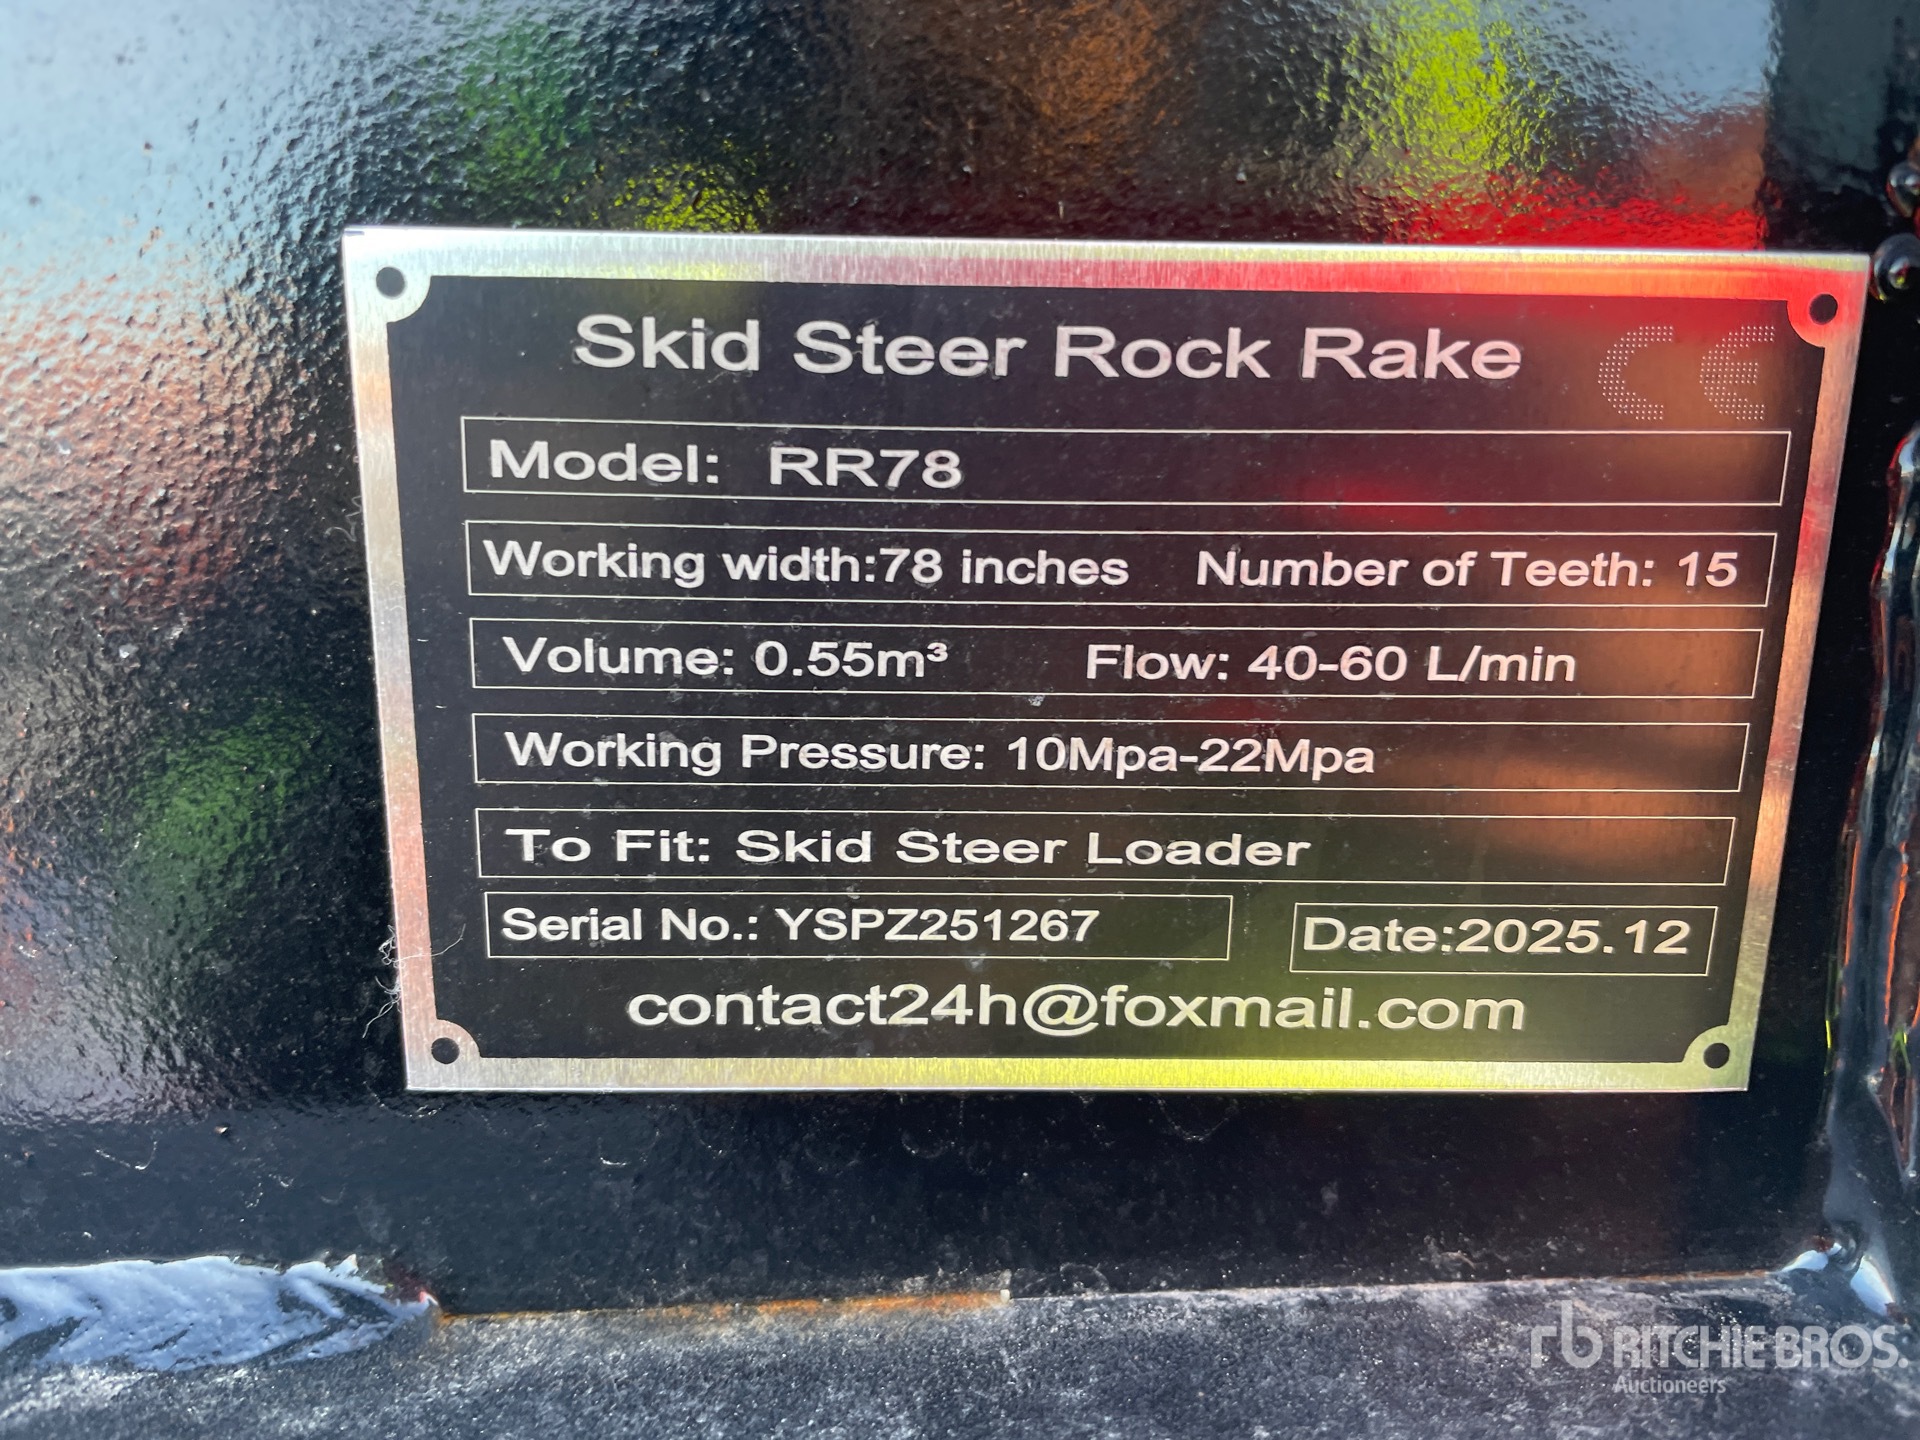 Skid Steer Rock Rake CE
Model: RR78
Working width:78 inches Number of Teeth: 15
Volume: 0.55m³ Flow: 40-60 L/min
Working Pressure: 10Mpa-22Mpa
To Fit: Skid Steer Loader
Serial No.: YSPZ251267 Date:2025.12
contact24h@foxmail.com
rb RITCHIE BROS.
Auctioneers